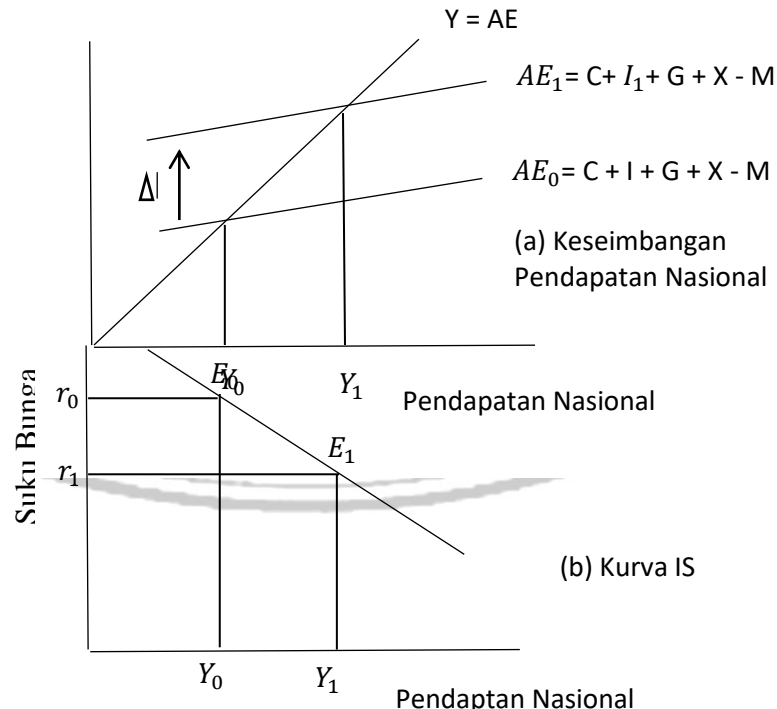 Y = AE
AE₁= C+ I₁+ G + X - M
ΔI
AE₀= C + I + G + X - M
(a) Keseimbangan
Pendapatan Nasional
E₀
Y₀
Y₁
Pendapatan Nasional
Suku Bunga
r₀
E₁
r₁
(b) Kurva IS
Y₀
Y₁
Pendaptan Nasional